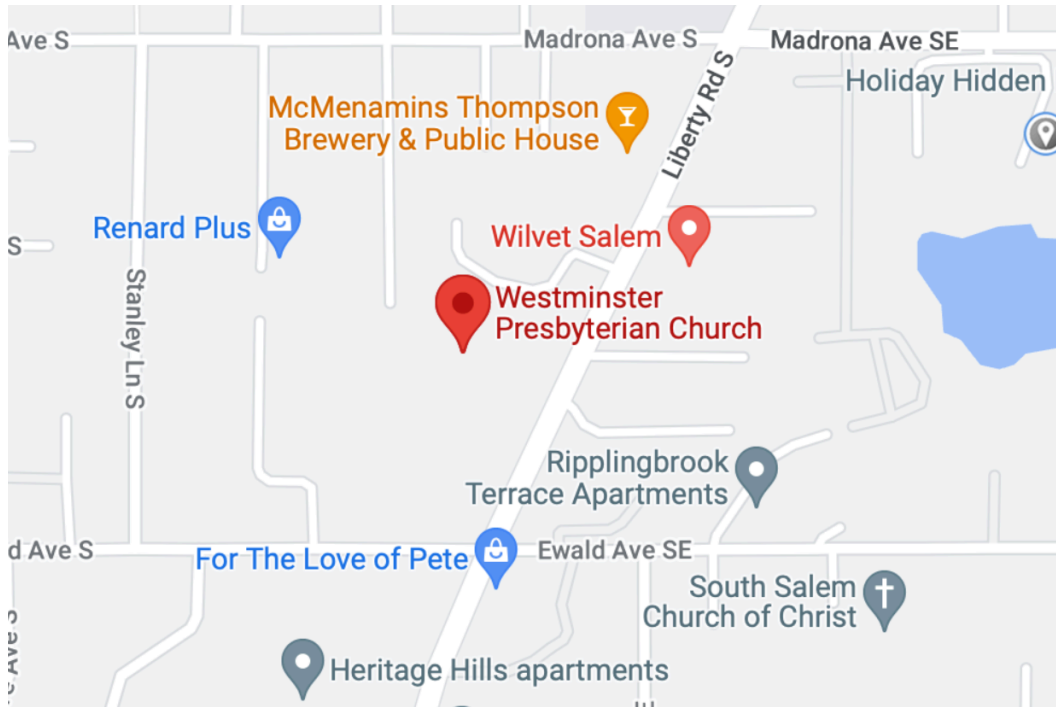 Ave S
Madrona Ave S
Madrona Ave SE
Holiday Hidden
McMenamins Thompson
Brewery & Public House
Liberty Rd S
Renard Plus
Wilvet Salem
S
Stanley Ln S
Westminster
Presbyterian Church
Ripplingbrook
Terrace Apartments
d Ave S
For The Love of Pete
Ewald Ave SE
South Salem
Church of Christ
Ave S
Heritage Hills apartments